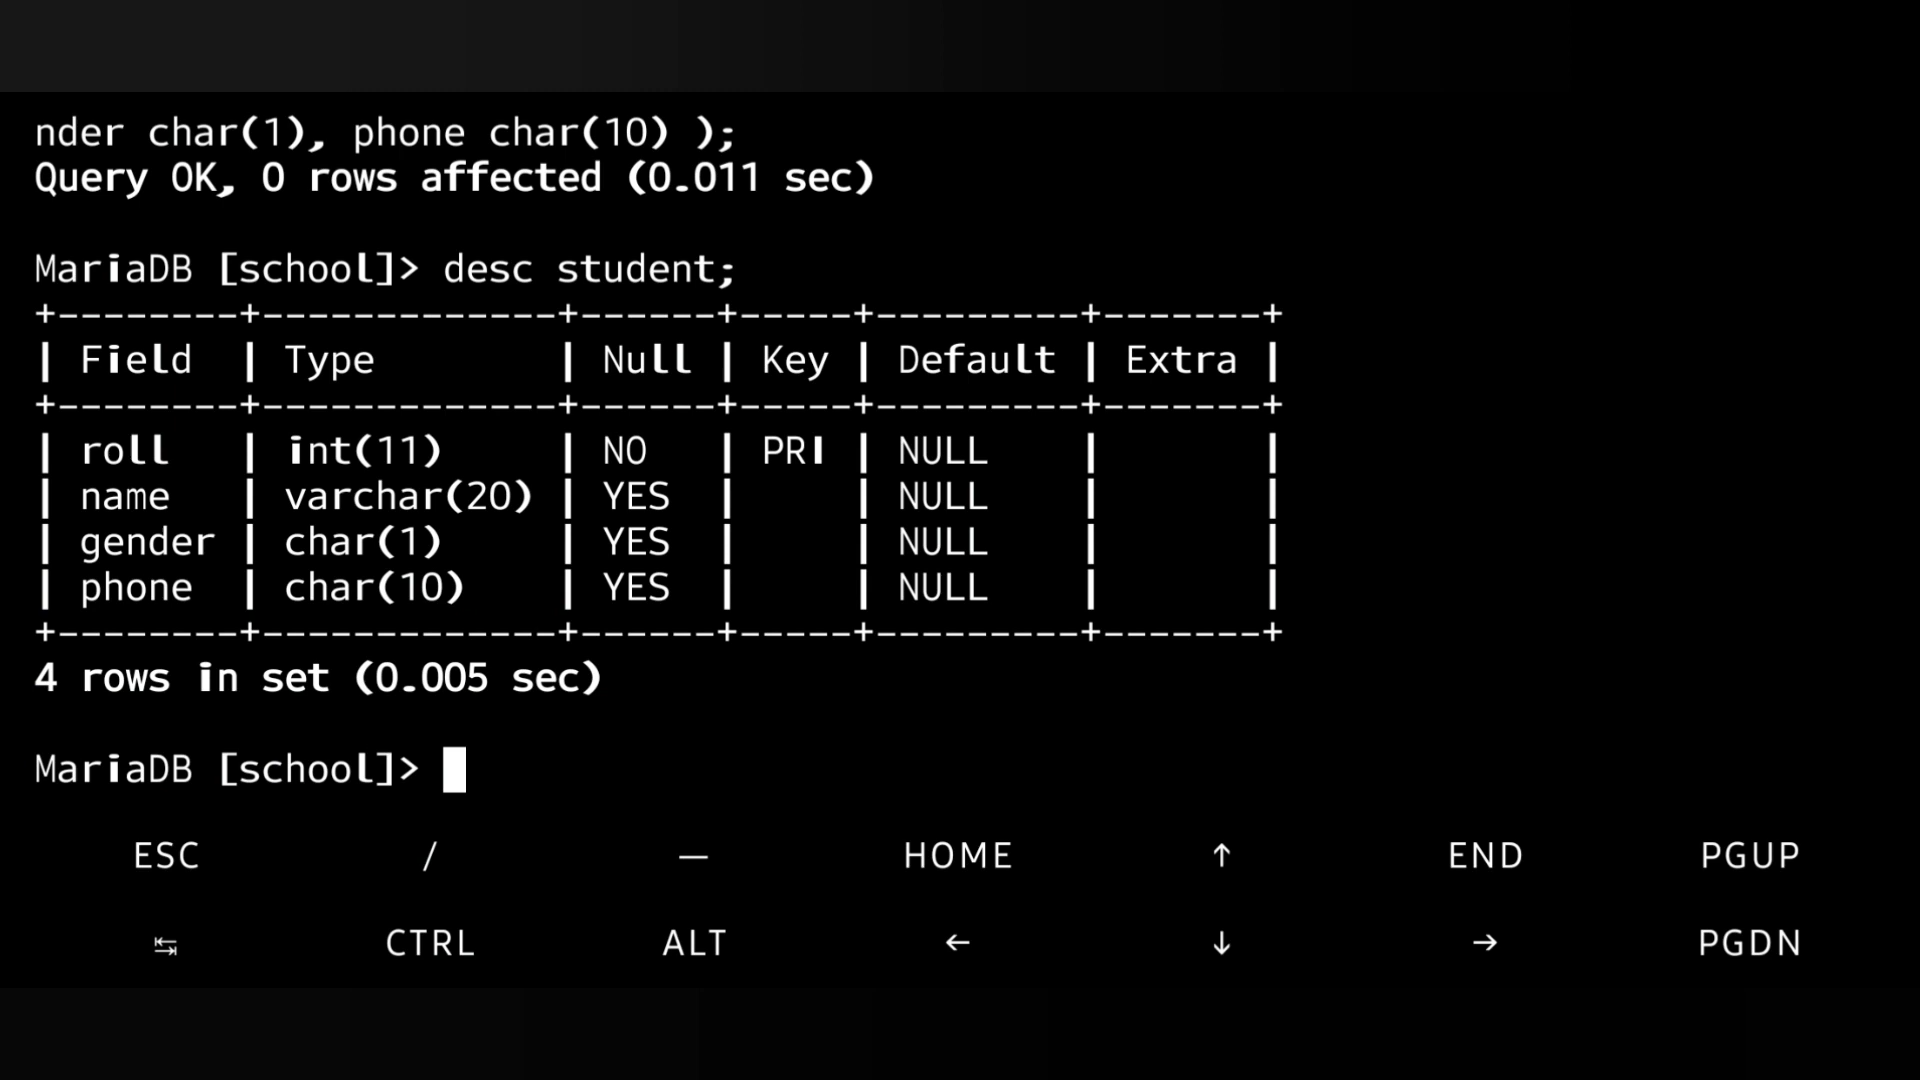 nder char(1), phone char(10) );
Query OK, 0 rows affected (0.011 sec)
MariaDB [school]> desc student;
+--------+-------------+------+-----+---------+-------+
| Field  | Type        | Null | Key | Default | Extra |
+--------+-------------+------+-----+---------+-------+
| roll   | int(11)     | NO   | PRI | NULL    |       |
| name   | varchar(20) | YES  |     | NULL    |       |
| gender | char(1)     | YES  |     | NULL    |       |
| phone  | char(10)    | YES  |     | NULL    |       |
+--------+-------------+------+-----+---------+-------+
4 rows in set (0.005 sec)
MariaDB [school]>
ESC / — HOME ↑ END PGUP
↹ CTRL ALT ← ↓ → PGDN